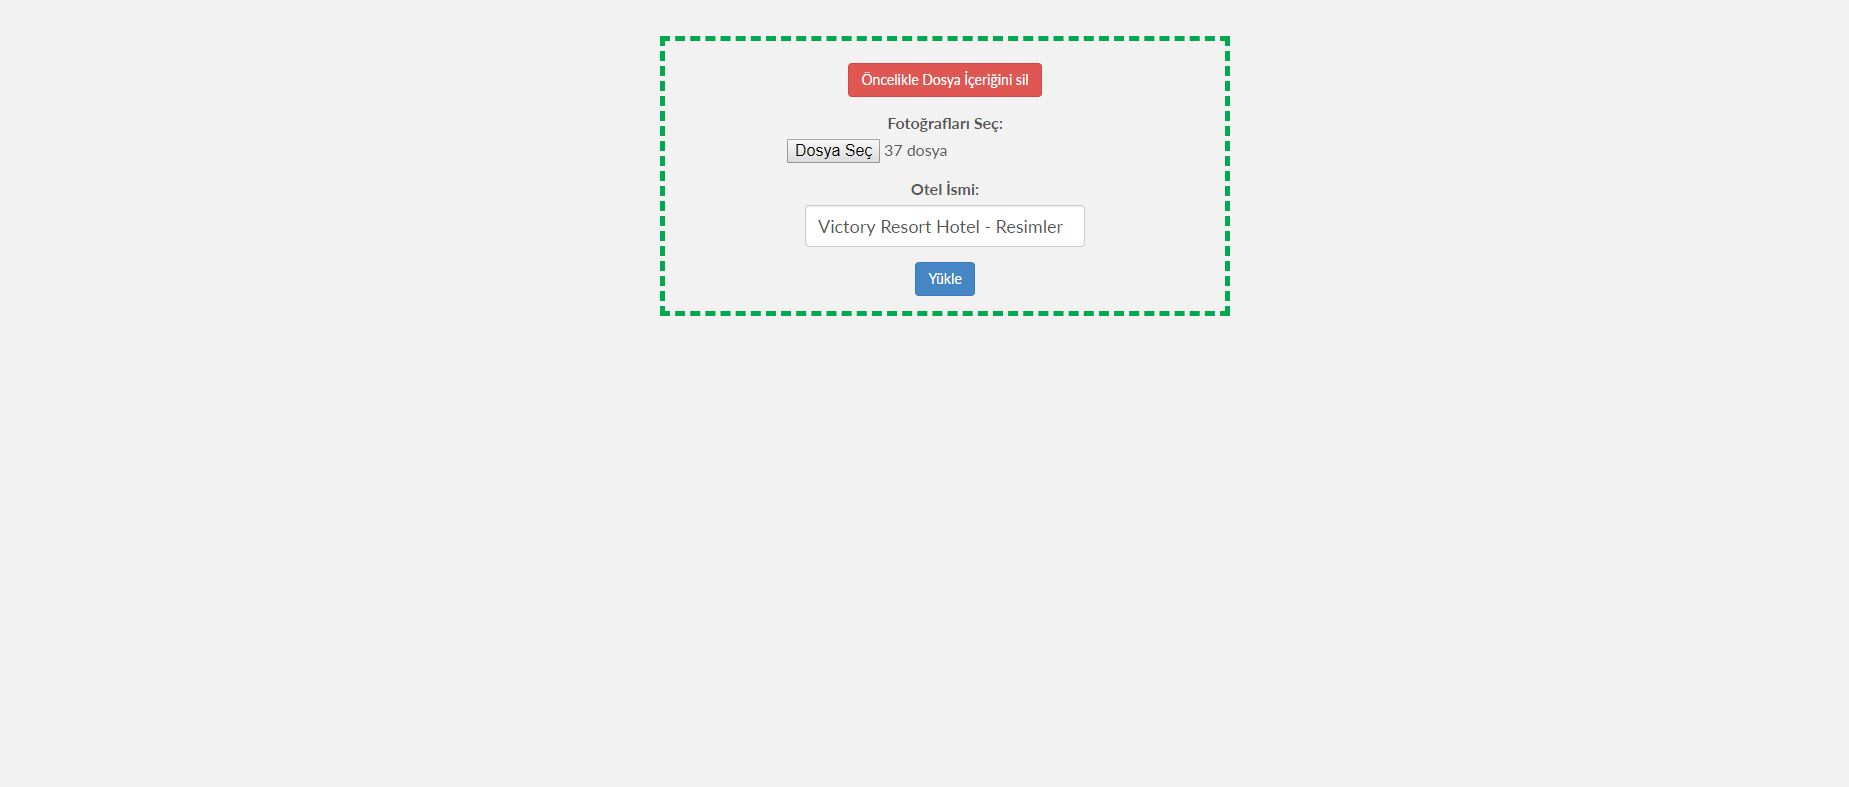 Öncelikle Dosya İçeriğini sil
Fotoğrafları Seç:
Dosya Seç 37 dosya
Otel İsmi:
Victory Resort Hotel - Resimler
Yükle